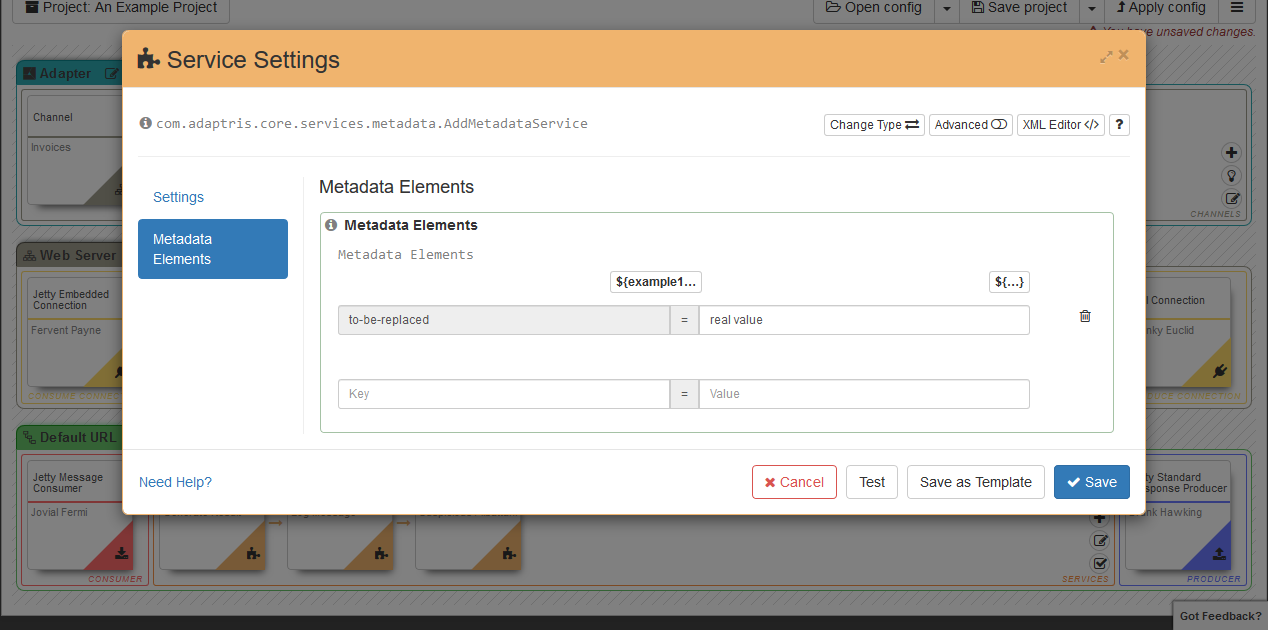 Project: An Example Project
Open config
Save project
Apply config
You have unsaved changes.
Service Settings
com.adaptris.core.services.metadata.AddMetadataService
Change Type
Advanced
XML Editor
?
Settings
Metadata
Elements
Metadata Elements
Metadata Elements
Metadata Elements
${example1...
${...}
to-be-replaced
=
real value
Key
=
Value
Need Help?
Cancel
Test
Save as Template
Save
Adapter
Channel
Invoices
CHANNELS
Web Server
Jetty Embedded
Connection
Fervent Payne
CONSUME CONNEC
l Connection
nky Euclid
DUCE CONNECTION
Default URL
Jetty Message
Consumer
Jovial Fermi
CONSUMER
SERVICES
ty Standard
sponse Producer
nk Hawking
PRODUCER
Got Feedback?